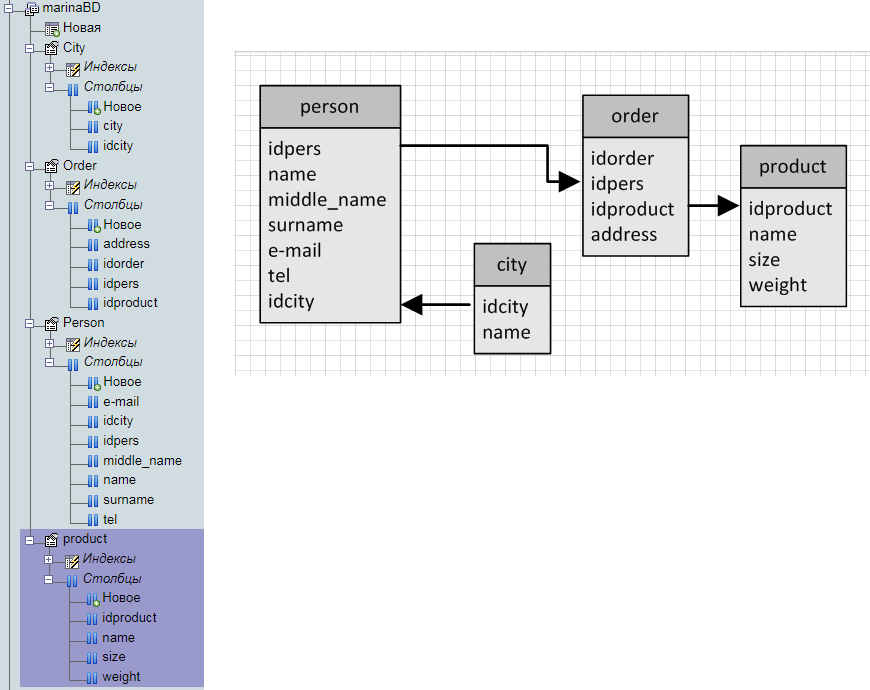 marinaBD
Новая
City
Индексы
Столбцы
Новое
city
idcity
Order
Индексы
Столбцы
Новое
address
idorder
idpers
idproduct
Person
Индексы
Столбцы
Новое
e-mail
idcity
idpers
middle_name
name
surname
tel
product
Индексы
Столбцы
Новое
idproduct
name
size
weight
person
idpers
name
middle_name
surname
e-mail
tel
idcity
city
idcity
name
order
idorder
idpers
idproduct
address
product
idproduct
name
size
weight